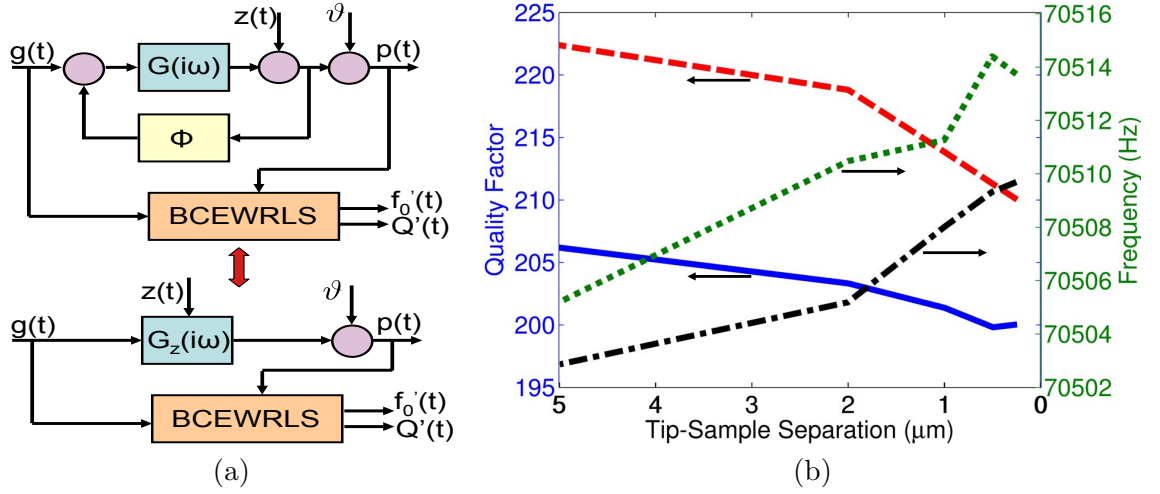 z(t) ϑ
g(t) p(t)
G(iω)
Φ
BCEWRLS
f₀'(t)
Q'(t)
z(t) ϑ
g(t) p(t)
G_z(iω)
BCEWRLS
f₀'(t)
Q'(t)
(a)
225
220
215
210
205
200
195
Quality Factor
70516
70514
70512
70510
70508
70506
70504
70502
Frequency (Hz)
5 4 3 2 1 0
Tip-Sample Separation (μm)
(b)